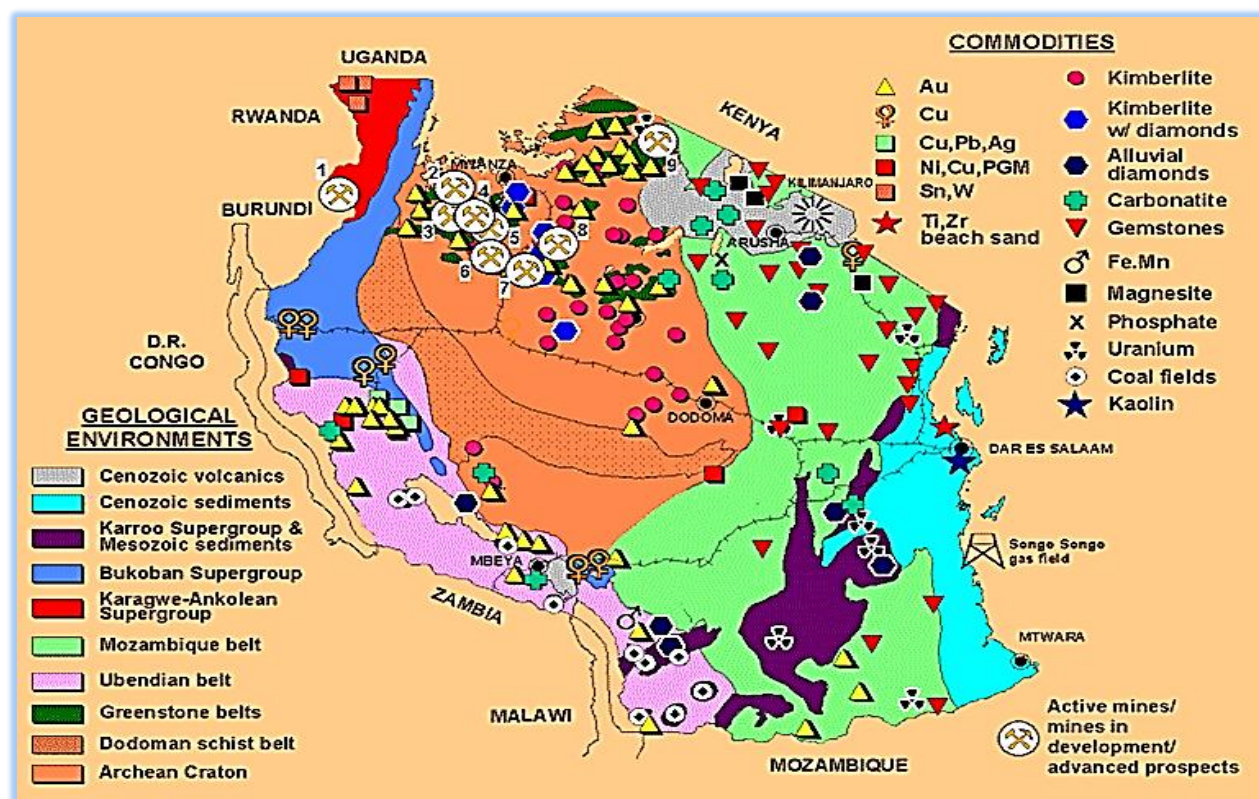 UGANDA
RWANDA
BURUNDI
D.R.
CONGO
ZAMBIA
MALAWI
MOZAMBIQUE
KENYA
MWANZA
KILIMANJARO
ARUSHA
DODOMA
DAR ES SALAAM
MBEYA
MTWARA
Songo Songo
gas field
1
2
3
4
5
6
7
8
9
COMMODITIES
Au
Cu
Cu,Pb,Ag
Ni,Cu,PGM
Sn,W
Ti,Zr
beach sand
Kimberlite
Kimberlite
w/ diamonds
Alluvial
diamonds
Carbonatite
Gemstones
Fe.Mn
Magnesite
Phosphate
Uranium
Coal fields
Kaolin
GEOLOGICAL
ENVIRONMENTS
Cenozoic volcanics
Cenozoic sediments
Karroo Supergroup &
Mesozoic sediments
Bukoban Supergroup
Karagwe-Ankolean
Supergroup
Mozambique belt
Ubendian belt
Greenstone belts
Dodoman schist belt
Archean Craton
Active mines/
mines in
development/
advanced prospects